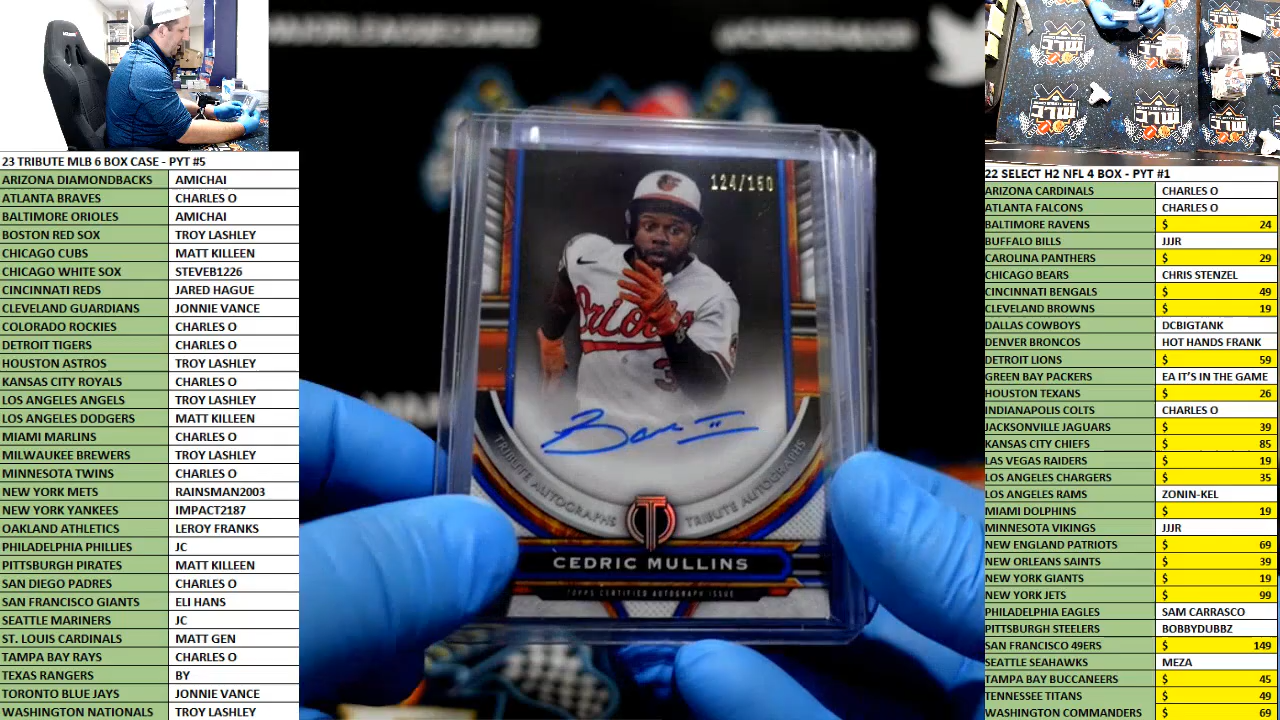 23 TRIBUTE MLB 6 BOX CASE - PYT #5
ARIZONA DIAMONDBACKS AMICHAI
ATLANTA BRAVES CHARLES O
BALTIMORE ORIOLES AMICHAI
BOSTON RED SOX TROY LASHLEY
CHICAGO CUBS MATT KILLEEN
CHICAGO WHITE SOX STEVEB1226
CINCINNATI REDS JARED HAGUE
CLEVELAND GUARDIANS JONNIE VANCE
COLORADO ROCKIES CHARLES O
DETROIT TIGERS CHARLES O
HOUSTON ASTROS TROY LASHLEY
KANSAS CITY ROYALS CHARLES O
LOS ANGELES ANGELS TROY LASHLEY
LOS ANGELES DODGERS MATT KILLEEN
MIAMI MARLINS CHARLES O
MILWAUKEE BREWERS TROY LASHLEY
MINNESOTA TWINS CHARLES O
NEW YORK METS RAINSMAN2003
NEW YORK YANKEES IMPACT2187
OAKLAND ATHLETICS LEROY FRANKS
PHILADELPHIA PHILLIES JC
PITTSBURGH PIRATES MATT KILLEEN
SAN DIEGO PADRES CHARLES O
SAN FRANCISCO GIANTS ELI HANS
SEATTLE MARINERS JC
ST. LOUIS CARDINALS MATT GEN
TAMPA BAY RAYS CHARLES O
TEXAS RANGERS BY
TORONTO BLUE JAYS JONNIE VANCE
WASHINGTON NATIONALS TROY LASHLEY
124/150
Orioles
3
TRIBUTE AUTOGRAPHS TRIBUTE AUTOGRAPHS
T
CEDRIC MULLINS
TOPPS CERTIFIED AUTOGRAPH ISSUE
22 SELECT H2 NFL 4 BOX - PYT #1
ARIZONA CARDINALS CHARLES O
ATLANTA FALCONS CHARLES O
BALTIMORE RAVENS $ 24
BUFFALO BILLS JJJR
CAROLINA PANTHERS $ 29
CHICAGO BEARS CHRIS STENZEL
CINCINNATI BENGALS $ 49
CLEVELAND BROWNS $ 19
DALLAS COWBOYS DCBIGTANK
DENVER BRONCOS HOT HANDS FRANK
DETROIT LIONS $ 59
GREEN BAY PACKERS EA IT'S IN THE GAME
HOUSTON TEXANS $ 26
INDIANAPOLIS COLTS CHARLES O
JACKSONVILLE JAGUARS $ 39
KANSAS CITY CHIEFS $ 85
LAS VEGAS RAIDERS $ 19
LOS ANGELES CHARGERS $ 35
LOS ANGELES RAMS ZONIN-KEL
MIAMI DOLPHINS $ 19
MINNESOTA VIKINGS JJJR
NEW ENGLAND PATRIOTS $ 69
NEW ORLEANS SAINTS $ 39
NEW YORK GIANTS $ 19
NEW YORK JETS $ 99
PHILADELPHIA EAGLES SAM CARRASCO
PITTSBURGH STEELERS BOBBYDUBBZ
SAN FRANCISCO 49ERS $ 149
SEATTLE SEAHAWKS MEZA
TAMPA BAY BUCCANEERS $ 45
TENNESSEE TITANS $ 49
WASHINGTON COMMANDERS $ 69